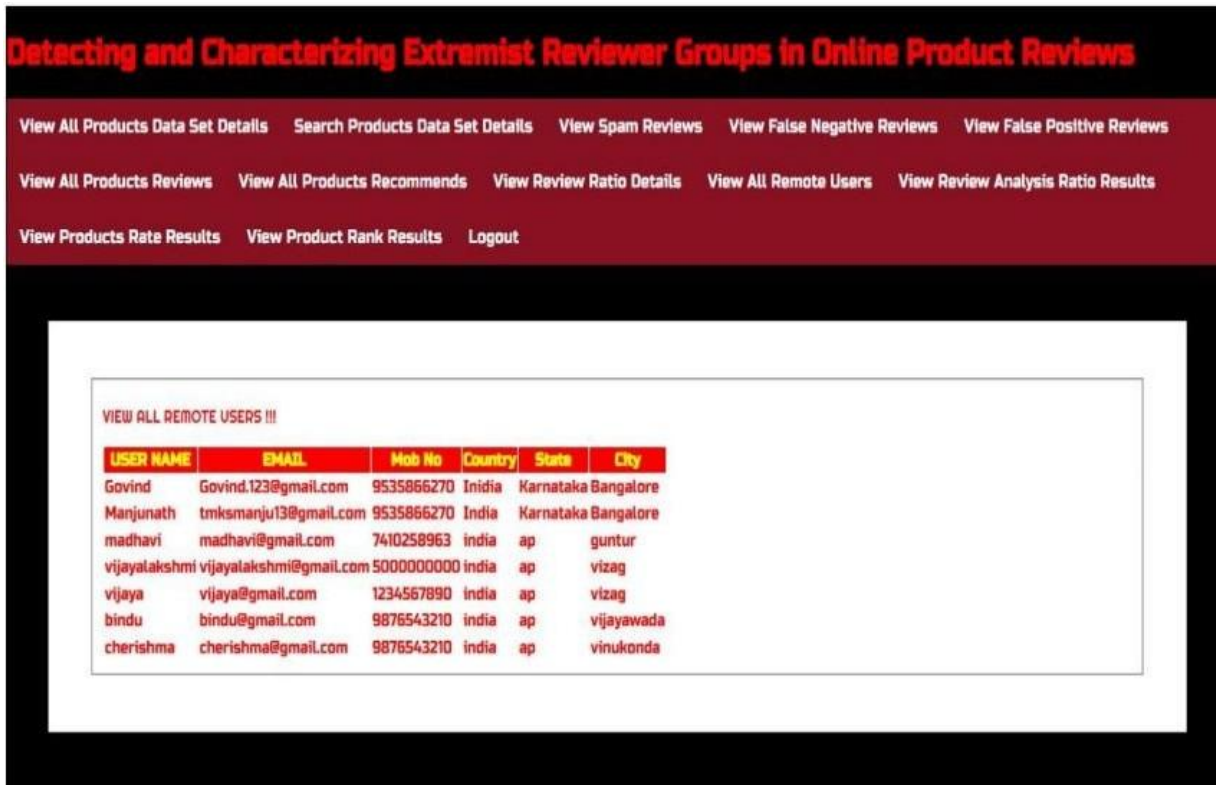 Detecting and Characterizing Extremist Reviewer Groups in Online Product Reviews
View All Products Data Set Details Search Products Data Set Details View Spam Reviews View False Negative Reviews View False Positive Reviews
View All Products Reviews View All Products Recommends View Review Ratio Details View All Remote Users View Review Analysis Ratio Results
View Products Rate Results View Product Rank Results Logout
VIEW ALL REMOTE USERS !!!
USER NAME EMAIL Mob No Country State City
Govind Govind.123@gmail.com 9535866270 Inidia Karnataka Bangalore
Manjunath tmksmanju13@gmail.com 9535866270 India Karnataka Bangalore
madhavi madhavi@gmail.com 7410258963 india ap guntur
vijayalakshmi vijayalakshmi@gmail.com 5000000000 india ap vizag
vijaya vijaya@gmail.com 1234567890 india ap vizag
bindu bindu@gmail.com 9876543210 india ap vijayawada
cherishma cherishma@gmail.com 9876543210 india ap vinukonda